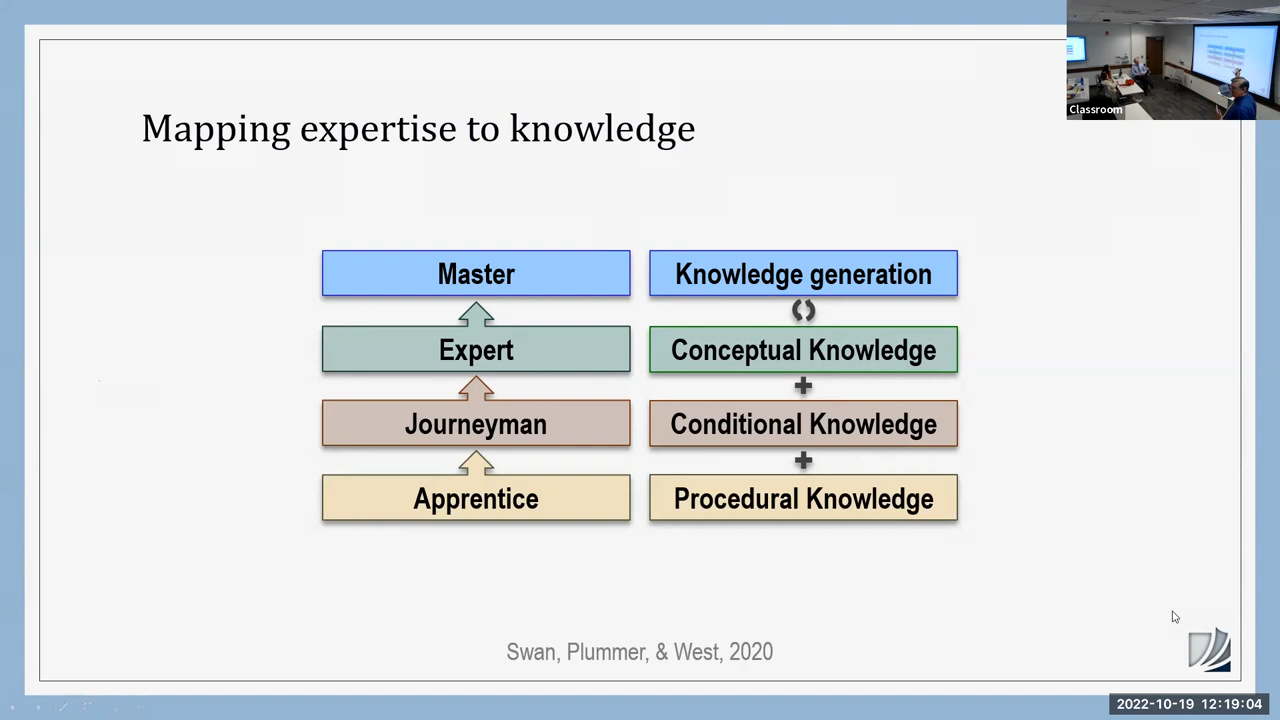 Classroom
Mapping expertise to knowledge
Master
Knowledge generation
Expert
Conceptual Knowledge
Journeyman
Conditional Knowledge
Apprentice
Procedural Knowledge
Swan, Plummer, & West, 2020
2022-10-19 12:19:04